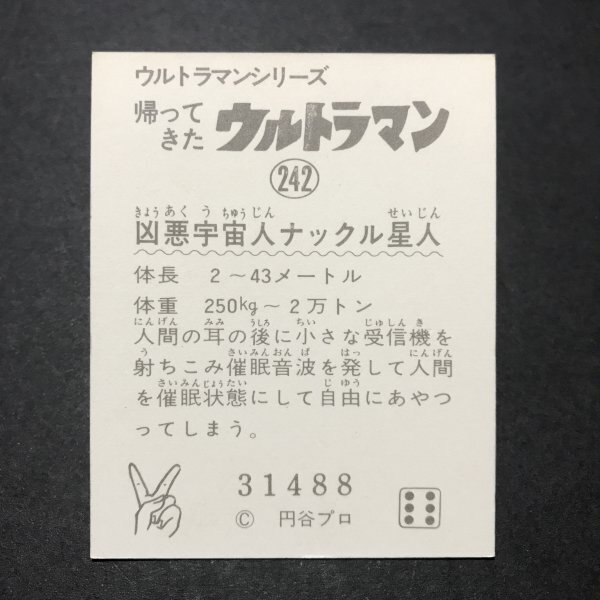 ウルトラマンシリーズ
帰って
きた
ウルトラマン
242
きょうあくうちゅうじん せいじん
凶悪宇宙人ナックル星人
体長 2〜43メートル
体重 250kg〜2万トン
にんげん みみ うしろ ちい じゅしんき
人間の耳の後に小さな受信機を
う さいみんおんぱ はっ にんげん
射ちこみ催眠音波を発して人間
さいみんじょうたい じゆう
を催眠状態にして自由にあやつ
ってしまう。
31488
© 円谷プロ